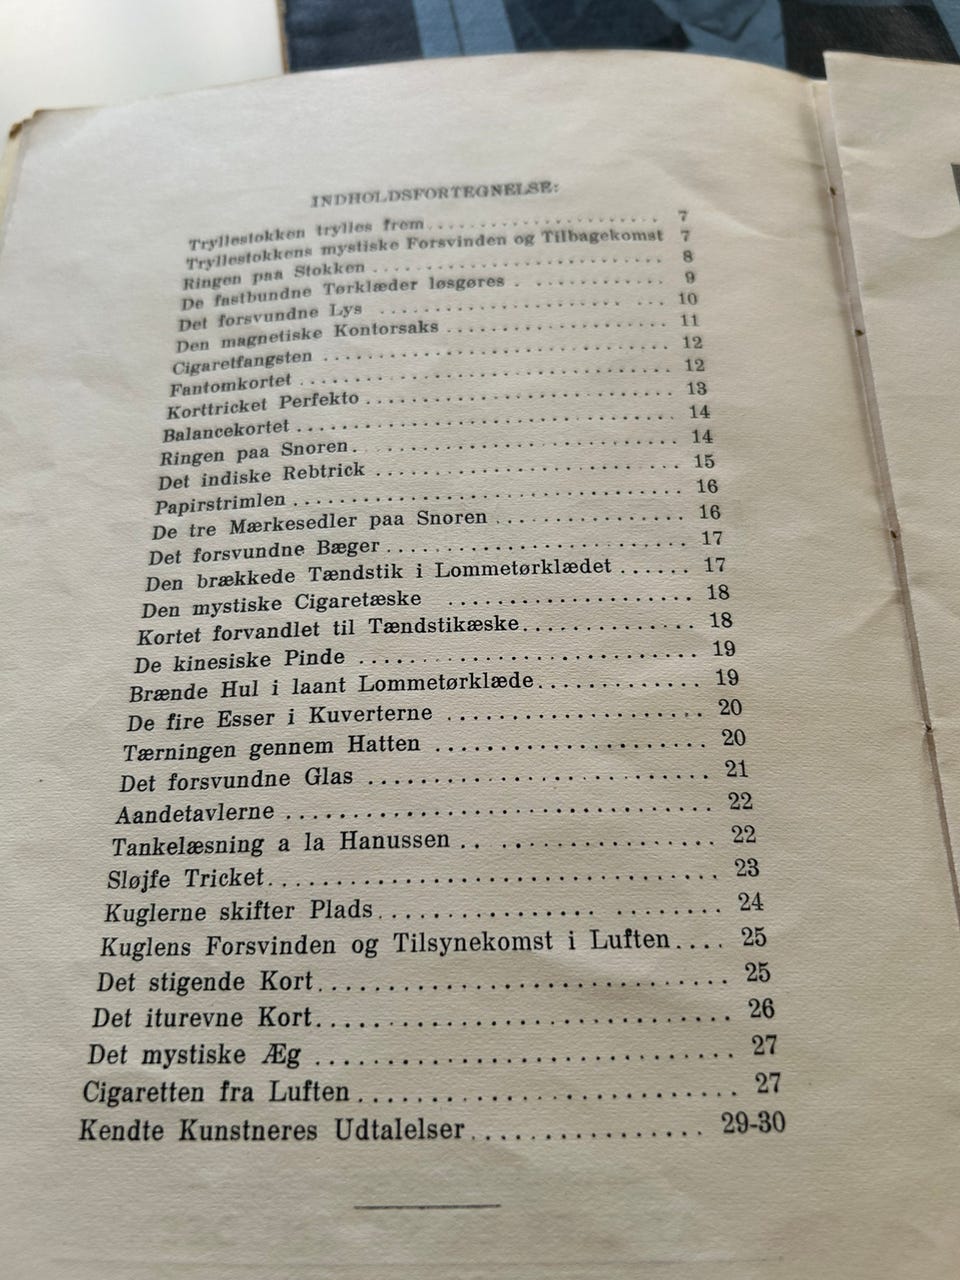 INDHOLDSFORTEGNELSE:
Tryllestokken trylles frem ........................ 7
Tryllestokkens mystiske Forsvinden og Tilbagekomst 7
Ringen paa Stokken ........................ 8
De fastbundne Tørklæder løsgøres . ............ 9
Det forsvundne Lys ........................ 10
Den magnetiske Kontorsaks .................... 11
Cigaretfangsten ........................ 12
Fantomkortet ........................ 12
Korttricket Perfekto ........................ 13
Balancekortet ........................ 14
Ringen paa Snoren ........................ 14
Det indiske Rebtrick ........................ 15
Papirstrimlen ........................ 16
De tre Mærkesedler paa Snoren ................ 16
Det forsvundne Bæger ........................ 17
Den brækkede Tændstik i Lommetørklædet ...... 17
Den mystiske Cigaretæske .................... 18
Kortet forvandlet til Tændstikæske.............. 18
De kinesiske Pinde ........................ 19
Brænde Hul i laant Lommetørklæde............. 19
De fire Esser i Kuverterne .................... 20
Tærningen gennem Hatten .................... 20
Det forsvundne Glas ........................ 21
Aandetavlerne ........................ 22
Tankelæsning a la Hanussen .. ................ 22
Sløjfe Tricket........................ 23
Kuglerne skifter Plads................ ........ 24
Kuglens Forsvinden og Tilsynekomst i Luften.... 25
Det stigende Kort........................ 25
Det iturevne Kort........................ 26
Det mystiske Æg ........................ 27
Cigaretten fra Luften ........................ 27
Kendte Kunstneres Udtalelser.................. 29-30